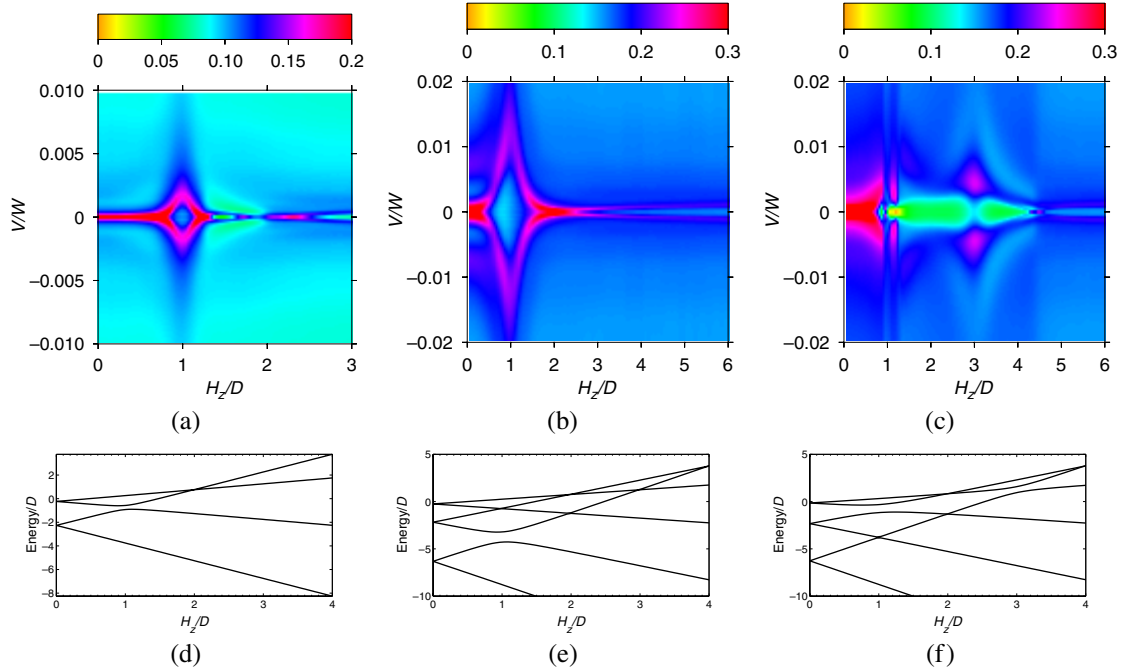 0 0.05 0.10 0.15 0.2
0 0.1 0.2 0.3
0 0.1 0.2 0.3
0.010
0.005
0
−0.005
−0.010
V/W
0 1 2 3
H_z/D
(a)
0.02
0.01
0
−0.01
−0.02
V/W
0 1 2 3 4 5 6
H_z/D
(b)
0.02
0.01
0
−0.01
−0.02
V/W
0 1 2 3 4 5 6
H_z/D
(c)
2
0
−2
−4
−6
−8
Energy/D
0 1 2 3 4
H_z/D
(d)
5
0
−5
−10
Energy/D
0 1 2 3 4
H_z/D
(e)
5
0
−5
−10
Energy/D
0 1 2 3 4
H_z/D
(f)